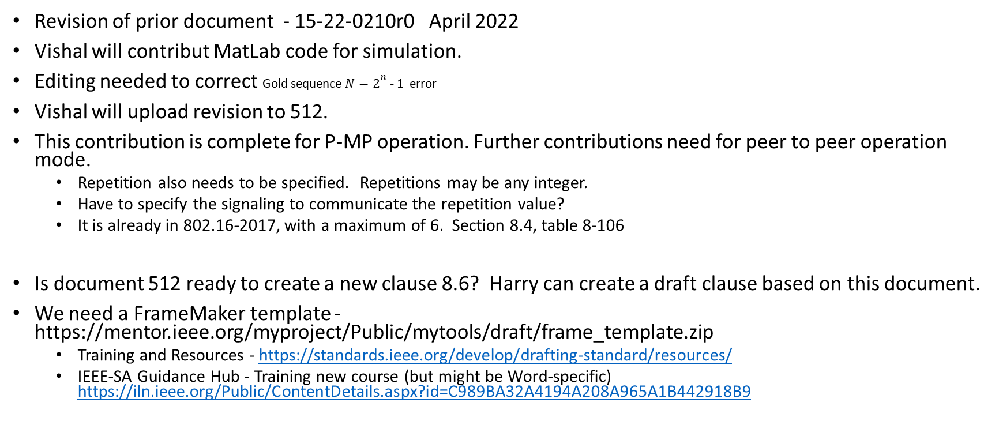 • Revision of prior document - 15-22-0210r0 April 2022
• Vishal will contribut MatLab code for simulation.
• Editing needed to correct Gold sequence N = 2ⁿ - 1 error
• Vishal will upload revision to 512.
• This contribution is complete for P-MP operation. Further contributions need for peer to peer operation
mode.
• Repetition also needs to be specified. Repetitions may be any integer.
• Have to specify the signaling to communicate the repetition value?
• It is already in 802.16-2017, with a maximum of 6. Section 8.4, table 8-106
• Is document 512 ready to create a new clause 8.6? Harry can create a draft clause based on this document.
• We need a FrameMaker template -
https://mentor.ieee.org/myproject/Public/mytools/draft/frame_template.zip
• Training and Resources - https://standards.ieee.org/develop/drafting-standard/resources/
• IEEE-SA Guidance Hub - Training new course (but might be Word-specific)
https://iln.ieee.org/Public/ContentDetails.aspx?id=C989BA32A4194A208A965A1B442918B9